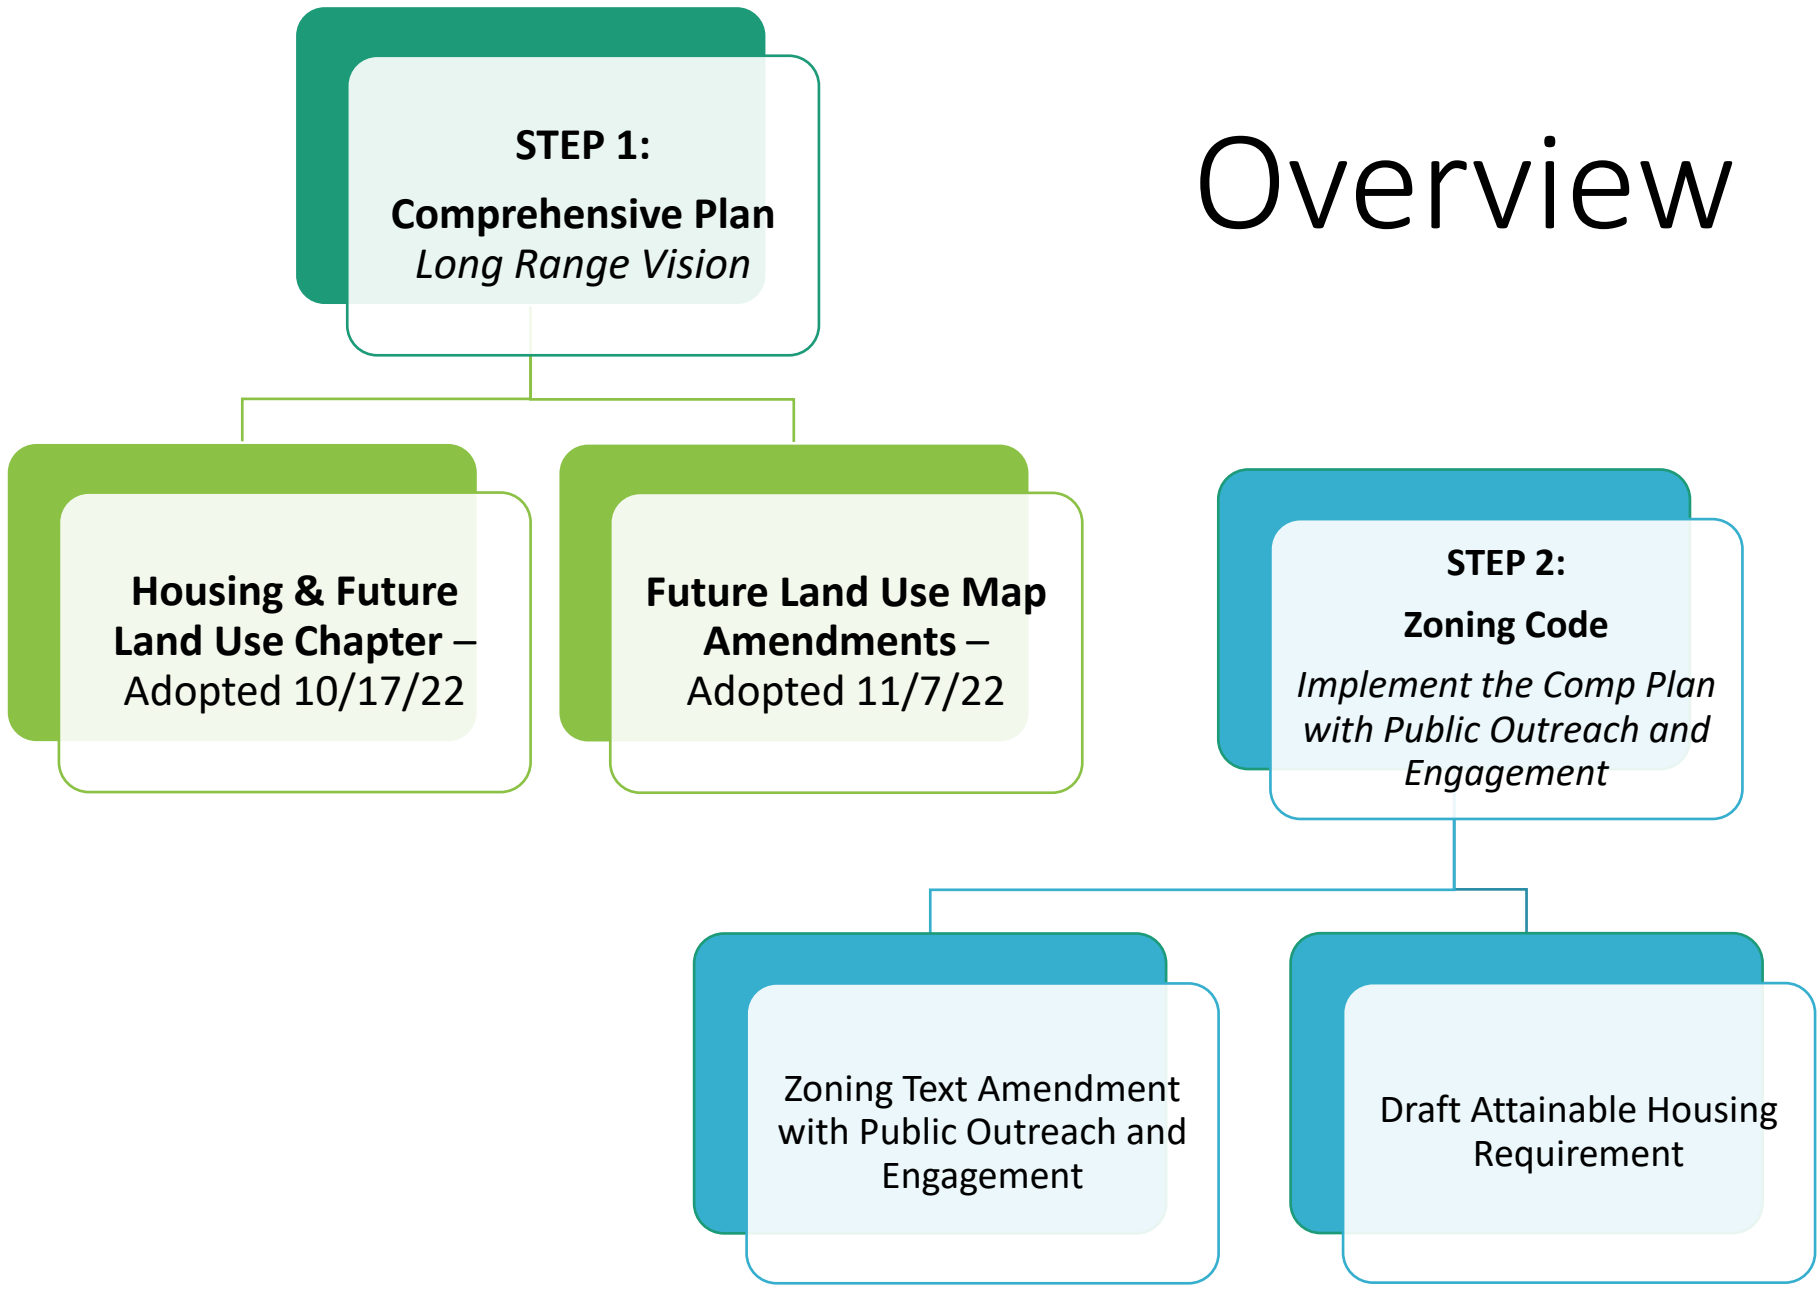 Overview
STEP 1:
Comprehensive Plan
Long Range Vision
Housing & Future
Land Use Chapter –
Adopted 10/17/22
Future Land Use Map
Amendments –
Adopted 11/7/22
STEP 2:
Zoning Code
Implement the Comp Plan
with Public Outreach and
Engagement
Zoning Text Amendment
with Public Outreach and
Engagement
Draft Attainable Housing
Requirement